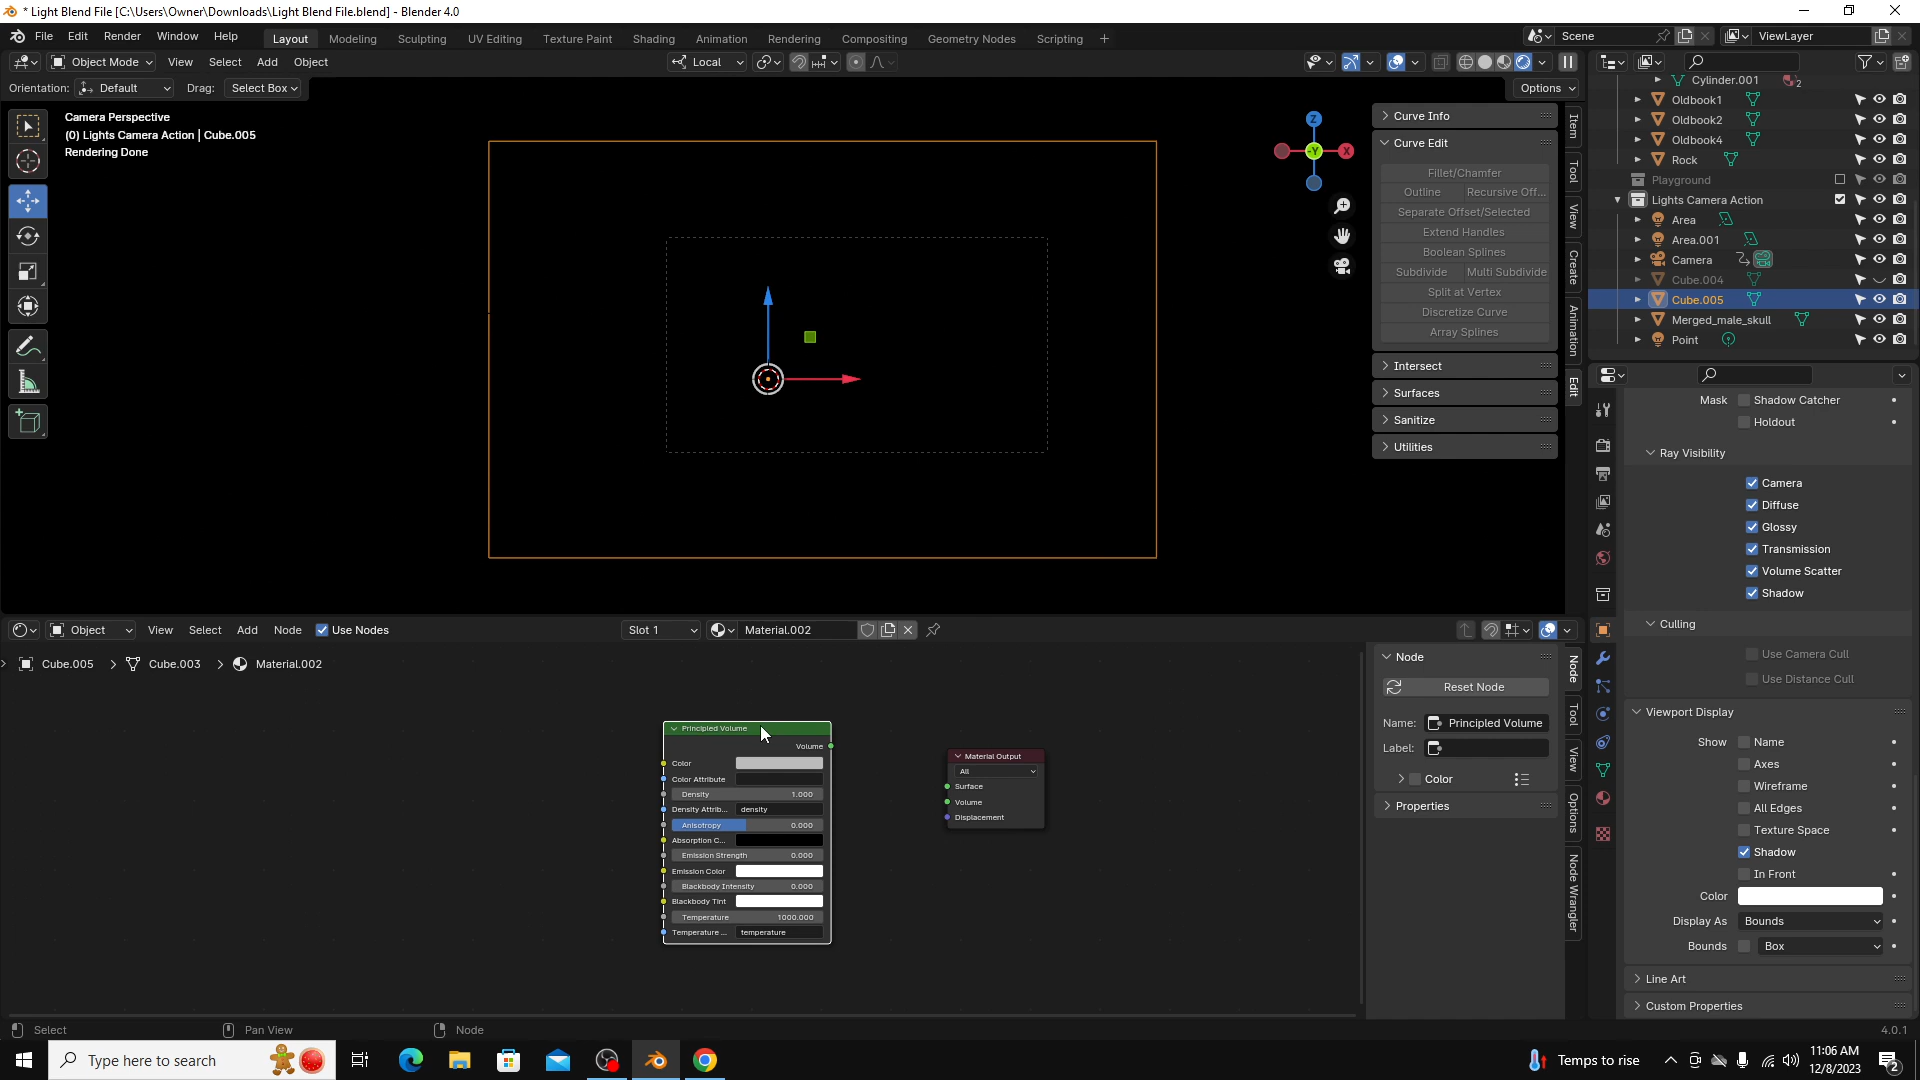 * Light Blend File [C:\Users\Owner\Downloads\Light Blend File.blend] - Blender 4.0
File Edit Render Window Help Layout Modeling Sculpting UV Editing Texture Paint Shading Animation Rendering Compositing Geometry Nodes Scripting + Scene ViewLayer
Object Mode View Select Add Object Local
Orientation: Default Drag: Select Box Options
Camera Perspective
(0) Lights Camera Action | Cube.005
Rendering Done
Z
-Y X
Curve Info
Curve Edit
Fillet/Chamfer
Outline Recursive Off...
Separate Offset/Selected
Extend Handles
Boolean Splines
Subdivide Multi Subdivide
Split at Vertex
Discretize Curve
Array Splines
Intersect
Surfaces
Sanitize
Utilities
Item
Tool
View
Create
Animation
Edit
Cylinder.001 2
Oldbook1
Oldbook2
Oldbook4
Rock
Playground
Lights Camera Action
Area
Area.001
Camera
Cube.004
Cube.005
Merged_male_skull
Point
Mask Shadow Catcher
Holdout
Ray Visibility
Camera
Diffuse
Glossy
Transmission
Volume Scatter
Shadow
Culling
Use Camera Cull
Use Distance Cull
Viewport Display
Show Name
Axes
Wireframe
All Edges
Texture Space
Shadow
In Front
Color
Display As Bounds
Bounds Box
Line Art
Custom Properties
Object View Select Add Node Use Nodes Slot 1 Material.002
Cube.005 Cube.003 Material.002
Principled Volume
Volume
Color
Color Attribute
Density 1.000
Density Attrib... density
Anisotropy 0.000
Absorption C...
Emission Strength 0.000
Emission Color
Blackbody Intensity 0.000
Blackbody Tint
Temperature 1000.000
Temperature ... temperature
Material Output
All
Surface
Volume
Displacement
Node
Reset Node
Name: Principled Volume
Label:
Color
Properties
Node
Tool
View
Options
Node Wrangler
Select Pan View Node 4.0.1
Type here to search Temps to rise 11:06 AM
12/8/2023 2